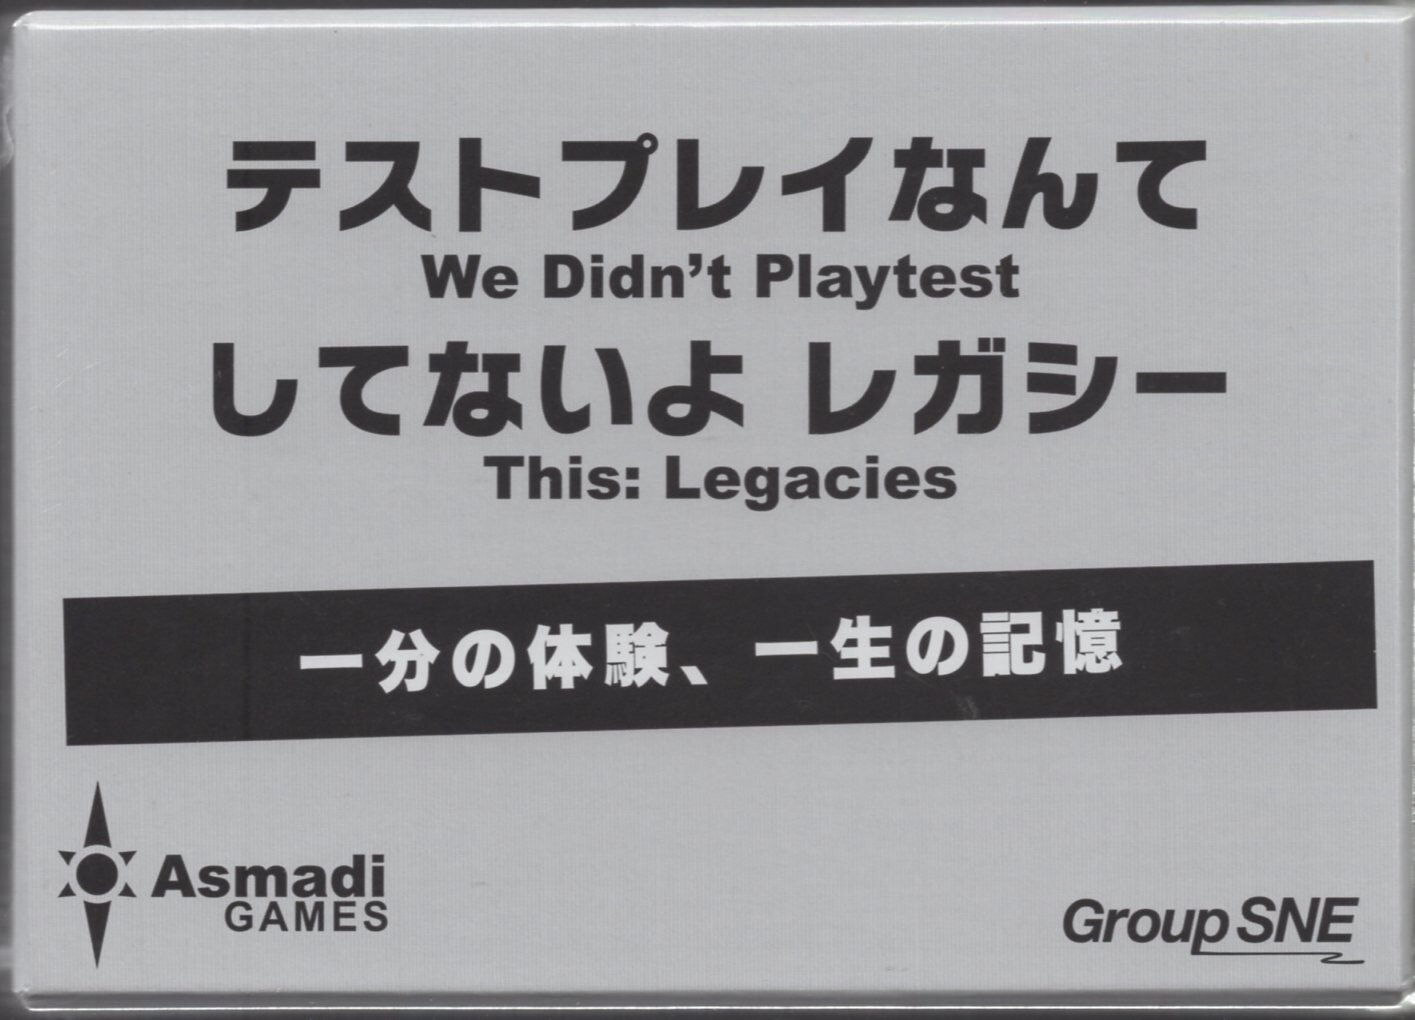 テストプレイなんて
We Didn't Playtest
してないよ レガシー
This: Legacies
一分の体験、一生の記憶
Asmadi
GAMES
Group SNE